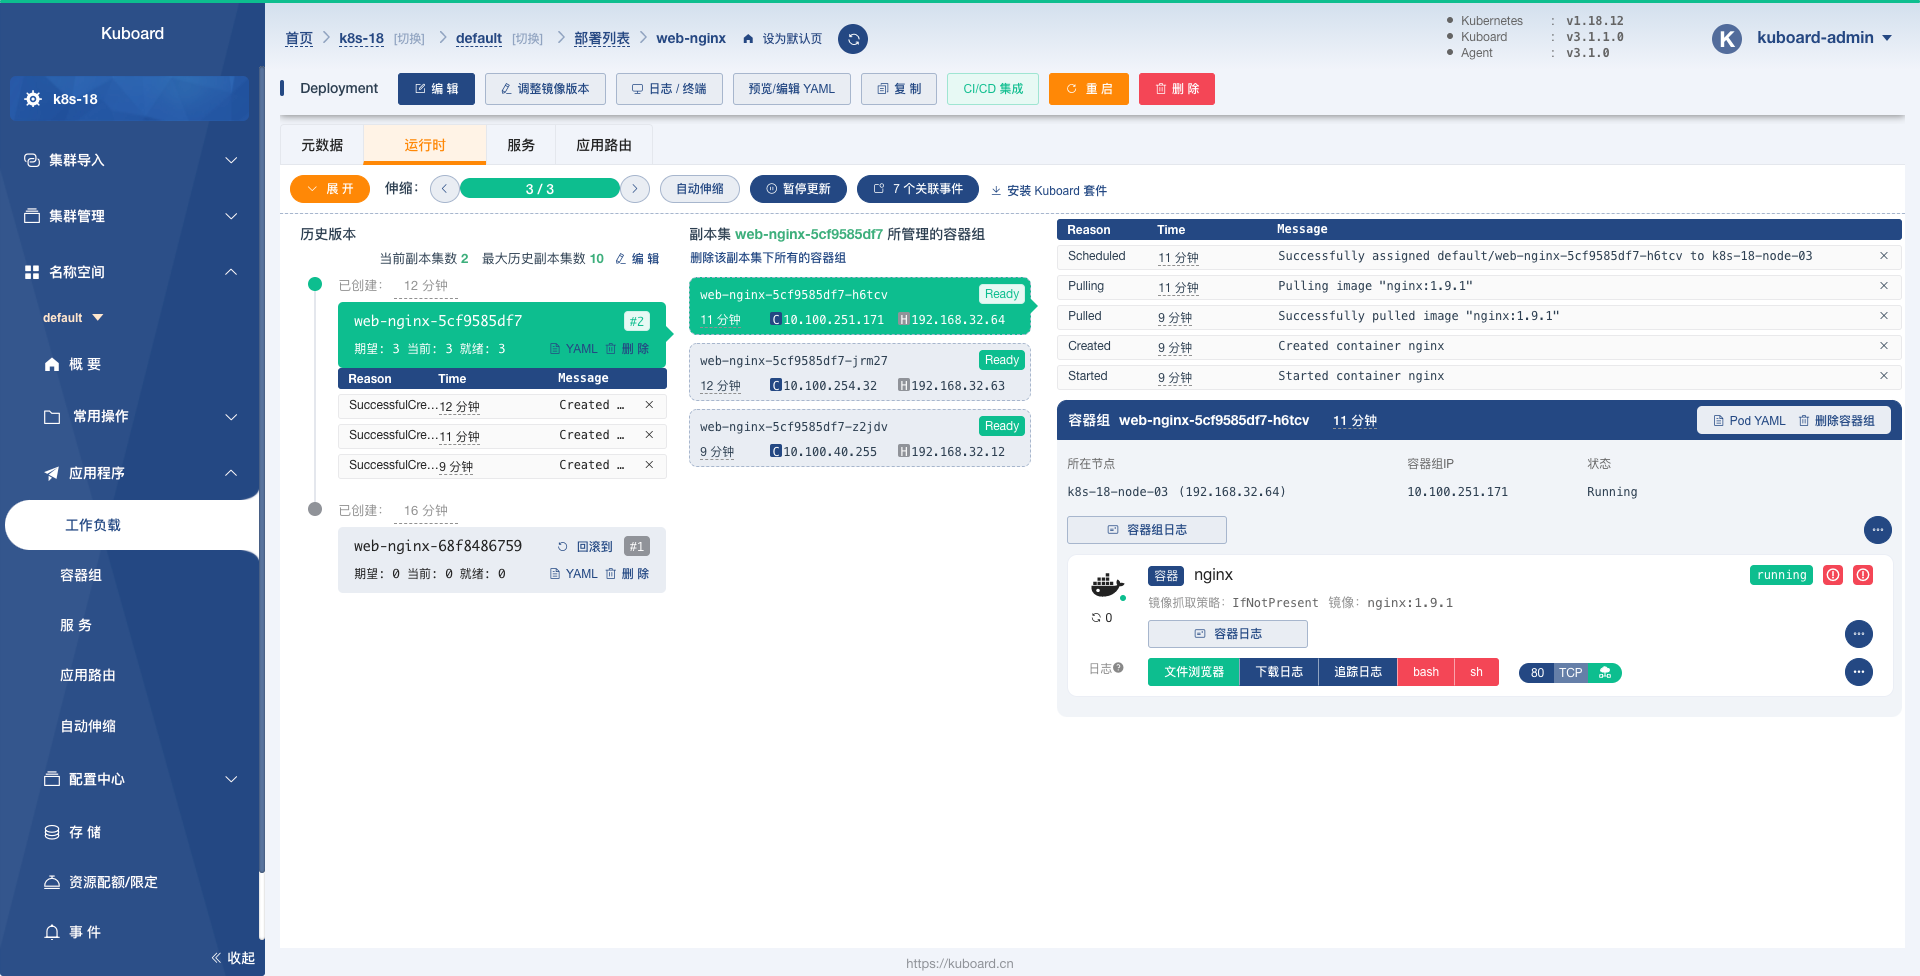 Kuboard
k8s-18
集群导入
集群管理
名称空间
default
概 要
常用操作
应用程序
工作负载
容器组
服 务
应用路由
自动伸缩
配置中心
存 储
资源配额/限定
事 件
收起
首页 k8s-18 [切换] default [切换] 部署列表 web-nginx 设为默认页
Kubernetes : v1.18.12
Kuboard : v3.1.1.0
Agent : v3.1.0
K kuboard-admin
Deployment 编 辑 调整镜像版本 日志 / 终端 预览/编辑 YAML 复 制 CI/CD 集成 重 启 删 除
元数据 运行时 服务 应用路由
展 开 伸缩： 3 / 3 自动伸缩 暂停更新 7 个关联事件 安装 Kuboard 套件
历史版本
当前副本集数 2 最大历史副本集数 10 编 辑
已创建： 12 分钟
web-nginx-5cf9585df7 #2
期望: 3 当前: 3 就绪: 3 YAML 删 除
Reason Time Message
SuccessfulCre... 12 分钟 Created …
SuccessfulCre... 11 分钟 Created …
SuccessfulCre... 9 分钟 Created …
已创建： 16 分钟
web-nginx-68f8486759 回滚到 #1
期望: 0 当前: 0 就绪: 0 YAML 删 除
副本集 web-nginx-5cf9585df7 所管理的容器组
删除该副本集下所有的容器组
web-nginx-5cf9585df7-h6tcv Ready
11 分钟 C 10.100.251.171 H 192.168.32.64
web-nginx-5cf9585df7-jrm27 Ready
12 分钟 C 10.100.254.32 H 192.168.32.63
web-nginx-5cf9585df7-z2jdv Ready
9 分钟 C 10.100.40.255 H 192.168.32.12
Reason Time Message
Scheduled 11 分钟 Successfully assigned default/web-nginx-5cf9585df7-h6tcv to k8s-18-node-03
Pulling 11 分钟 Pulling image "nginx:1.9.1"
Pulled 9 分钟 Successfully pulled image "nginx:1.9.1"
Created 9 分钟 Created container nginx
Started 9 分钟 Started container nginx
容器组 web-nginx-5cf9585df7-h6tcv 11 分钟 Pod YAML 删除容器组
所在节点 容器组IP 状态
k8s-18-node-03 (192.168.32.64) 10.100.251.171 Running
容器组日志
容器 nginx running
镜像抓取策略: IfNotPresent 镜像: nginx:1.9.1
0
容器日志
日志 文件浏览器 下载日志 追踪日志 bash sh 80 TCP
https://kuboard.cn